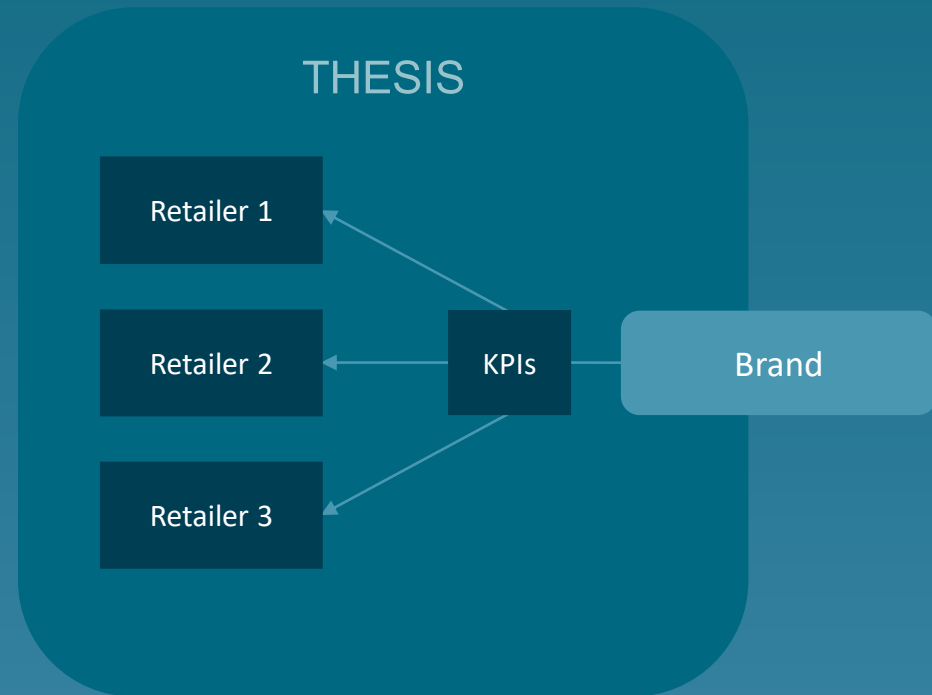 THESIS
Retailer 1
Retailer 2
KPIs
Brand
Retailer 3